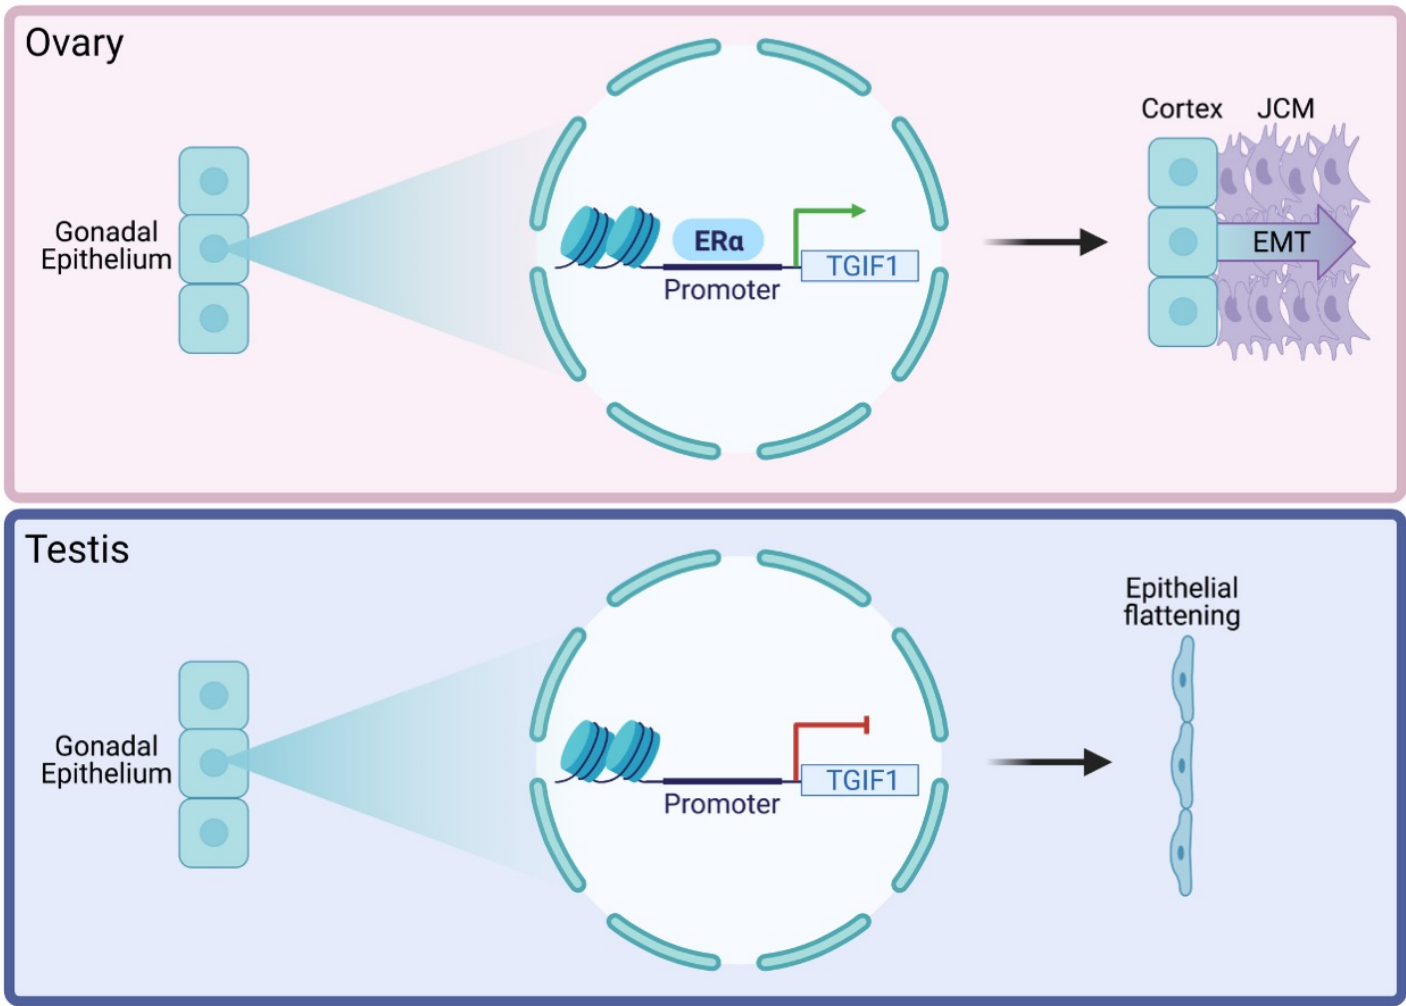 Ovary
Gonadal
Epithelium
ERα
TGIF1
Promoter
Cortex
JCM
EMT
Testis
Gonadal
Epithelium
TGIF1
Promoter
Epithelial
flattening